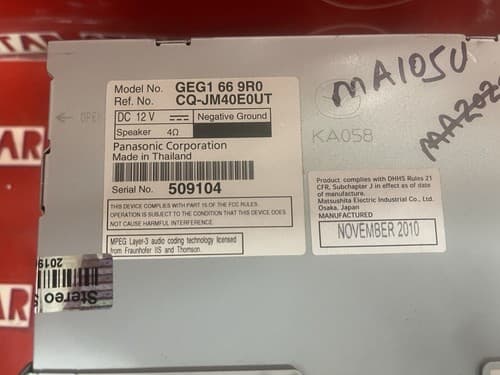 STAR
Model No. GEG1 66 9R0
Ref. No. CQ-JM40E0UT
DC 12 V Negative Ground
Speaker 4Ω
Panasonic Corporation
Made in Thailand
Serial No. 509104
THIS DEVICE COMPLIES WITH PART 15 OF THE FCC RULES.
OPERATION IS SUBJECT TO THE CONDITION THAT THIS DEVICE DOES
NOT CAUSE HARMFUL INTERFERENCE.
MPEG Layer-3 audio coding technology licensed
from Fraunhofer IIS and Thomson.
MA105U
KA058
Product complies with DHHS Rules 21
CFR, Subchapter J in effect as of date
of manufacture.
Matsushita Electric Industrial Co., Ltd.
Osaka, Japan
MANUFACTURED
NOVEMBER 2010
OPEN
Stereo
2019
AR
AR